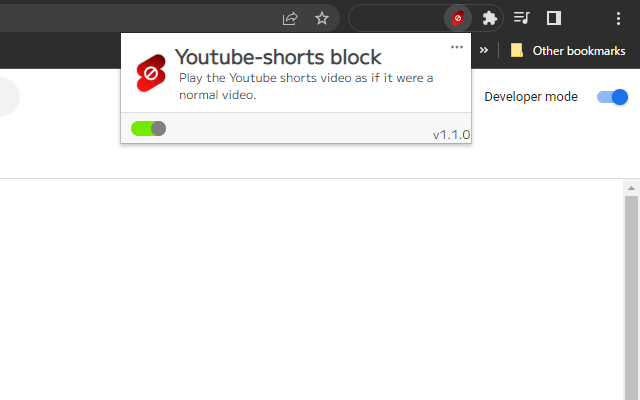 »
Other bookmarks
Youtube-shorts block
Play the Youtube shorts video as if it were a
normal video.
Developer mode
v1.1.0